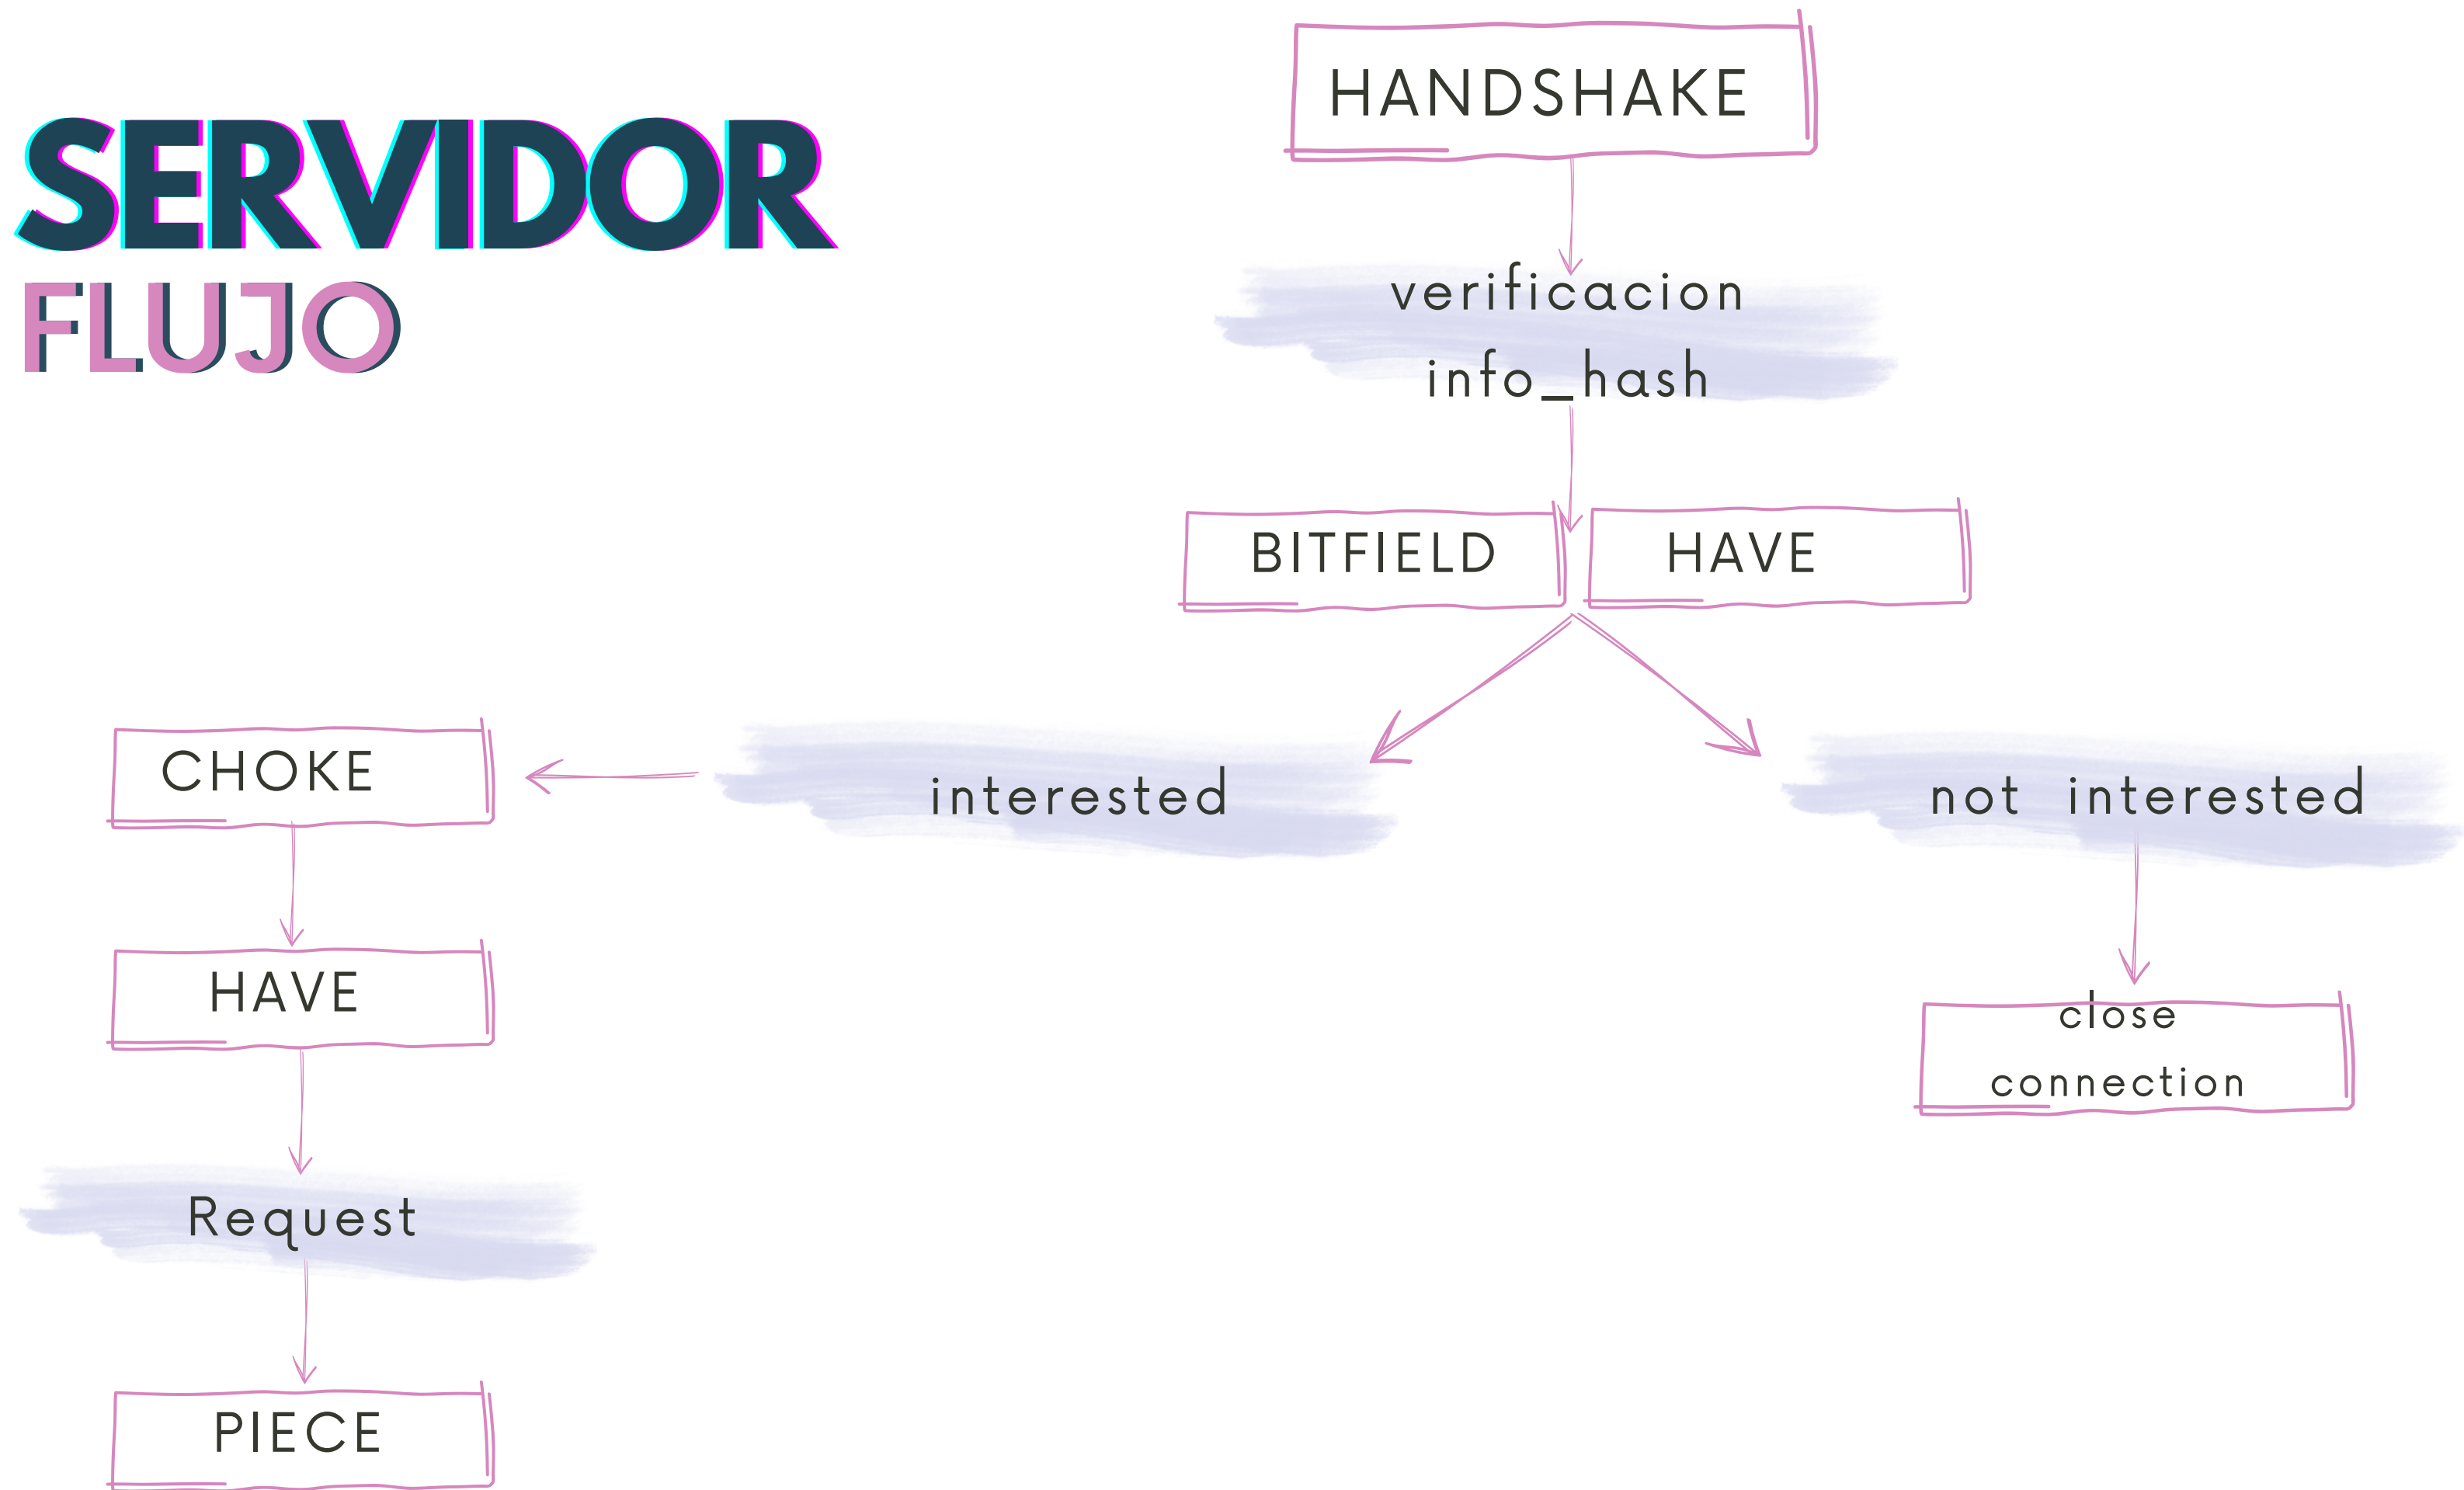 SERVIDOR
FLUJO
HANDSHAKE
verificacion
info_hash
BITFIELD
HAVE
interested
not interested
CHOKE
HAVE
Request
PIECE
close
connection